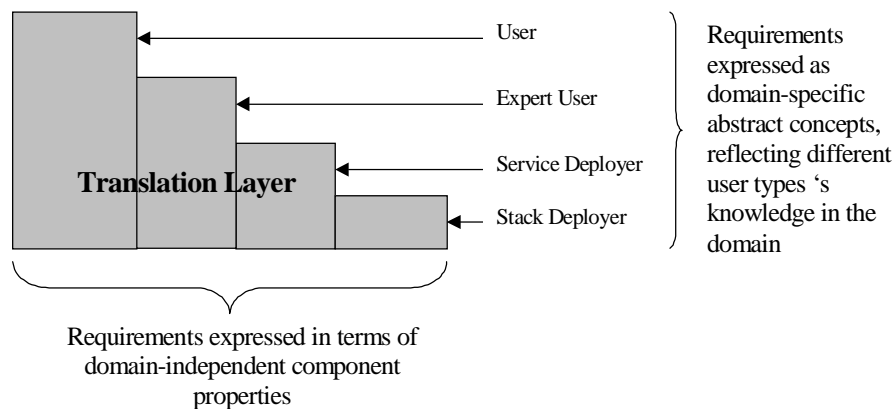 User
Expert User
Service Deployer
Stack Deployer
Translation Layer
Requirements
expressed as
domain-specific
abstract concepts,
reflecting different
user types ‘s
knowledge in the
domain
Requirements expressed in terms of
domain-independent component
properties